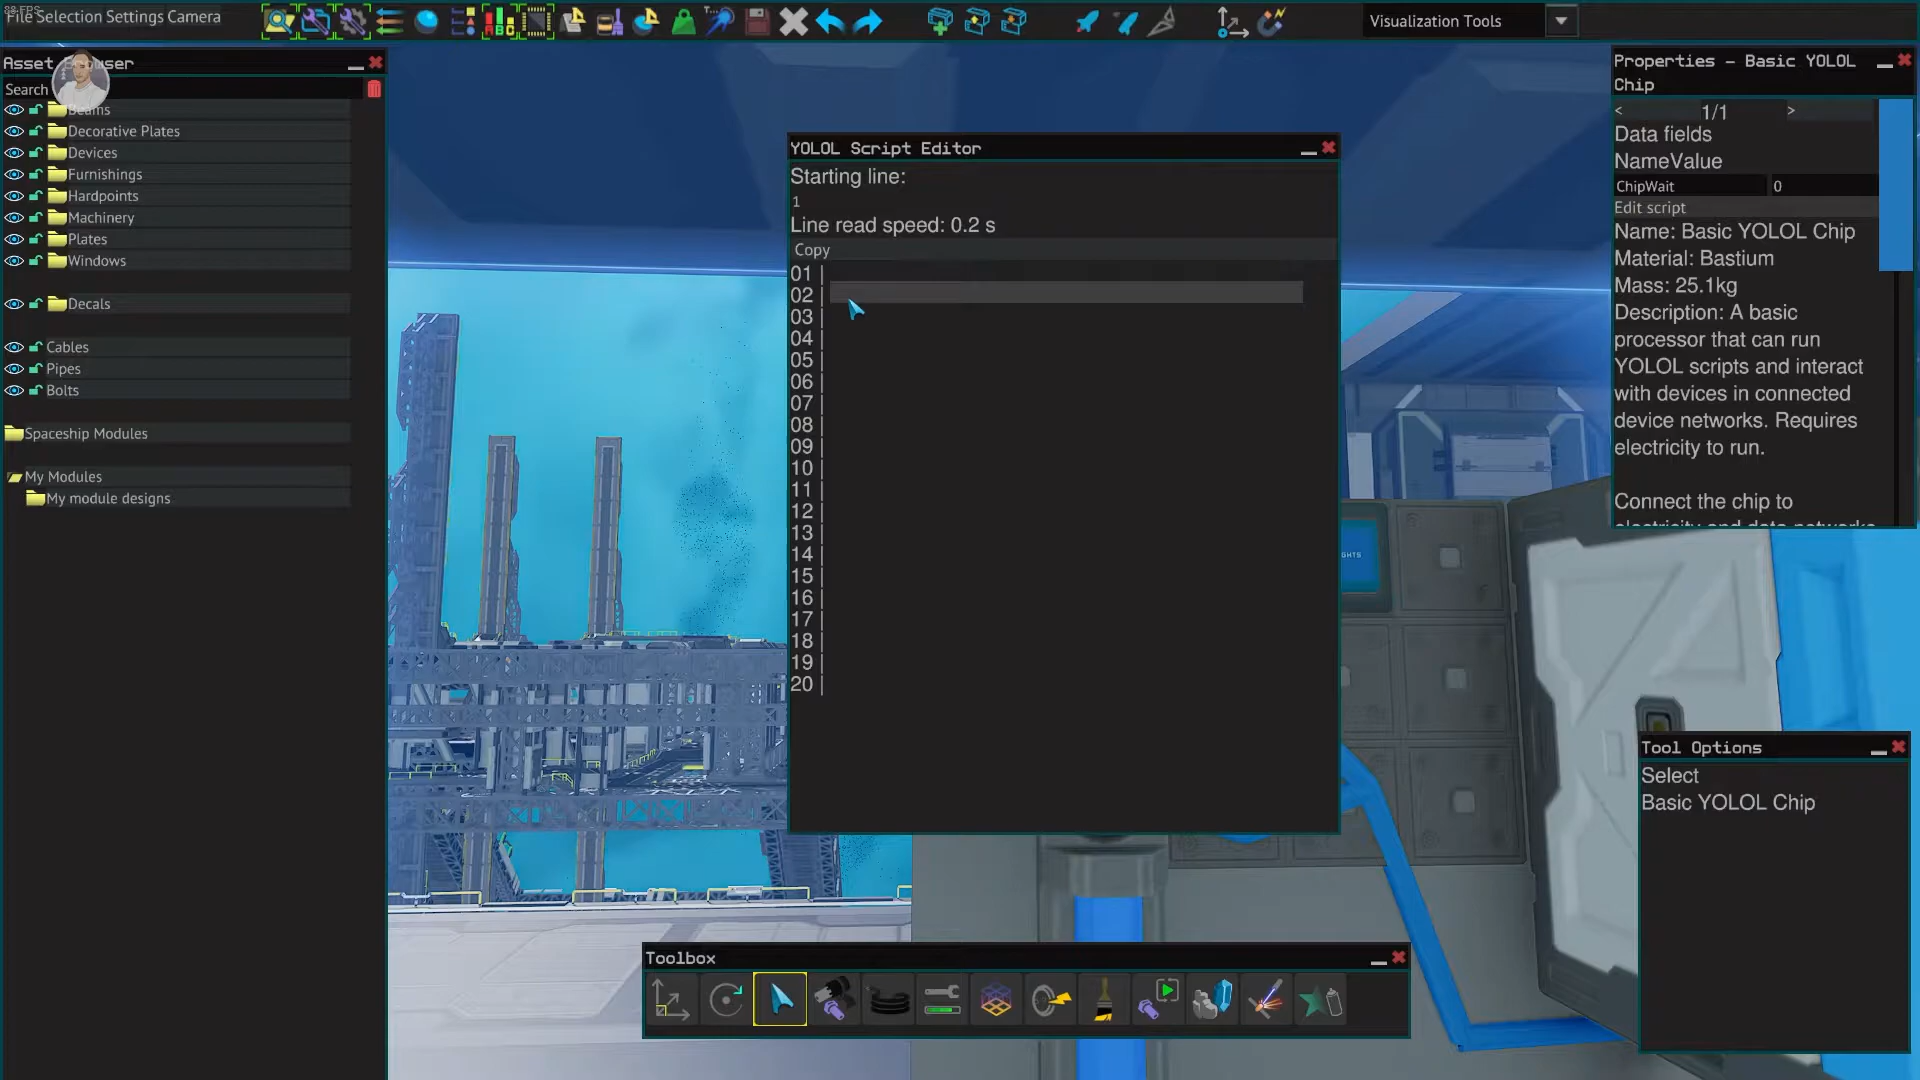 File Selection Settings Camera
Visualization Tools
Asset Browser
Search
Beams
Decorative Plates
Devices
Furnishings
Hardpoints
Machinery
Plates
Windows
Decals
Cables
Pipes
Bolts
Spaceship Modules
My Modules
My module designs
YOLOL Script Editor
Starting line:
1
Line read speed: 0.2 s
Copy
01 |
02 |
03 |
04 |
05 |
06 |
07 |
08 |
09 |
10 |
11 |
12 |
13 |
14 |
15 |
16 |
17 |
18 |
19 |
20 |
Properties - Basic YOLOL
Chip
< 1/1 >
Data fields
NameValue
ChipWait 0
Edit script
Name: Basic YOLOL Chip
Material: Bastium
Mass: 25.1kg
Description: A basic
processor that can run
YOLOL scripts and interact
with devices in connected
device networks. Requires
electricity to run.
Connect the chip to
electricity and data networks
Tool Options
Select
Basic YOLOL Chip
Toolbox